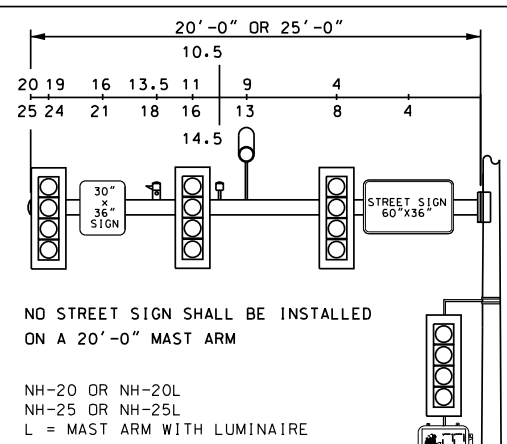 20'-0" OR 25'-0"
10.5
20 19 16 13.5 11 9 4
25 24 21 18 16 13 8 4
14.5
30"
x
36"
SIGN
STREET SIGN
60"X36"
NO STREET SIGN SHALL BE INSTALLED
ON A 20'-0" MAST ARM
NH-20 OR NH-20L
NH-25 OR NH-25L
L = MAST ARM WITH LUMINAIRE